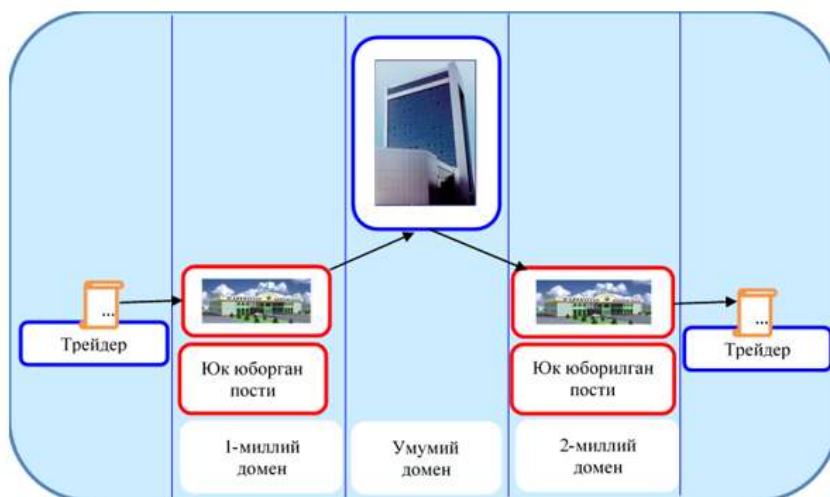 ...
Трейдер
Юк юборган
пости
1-миллий
домен
Умумий
домен
Юк юборилган
пости
2-миллий
домен
...
Трейдер